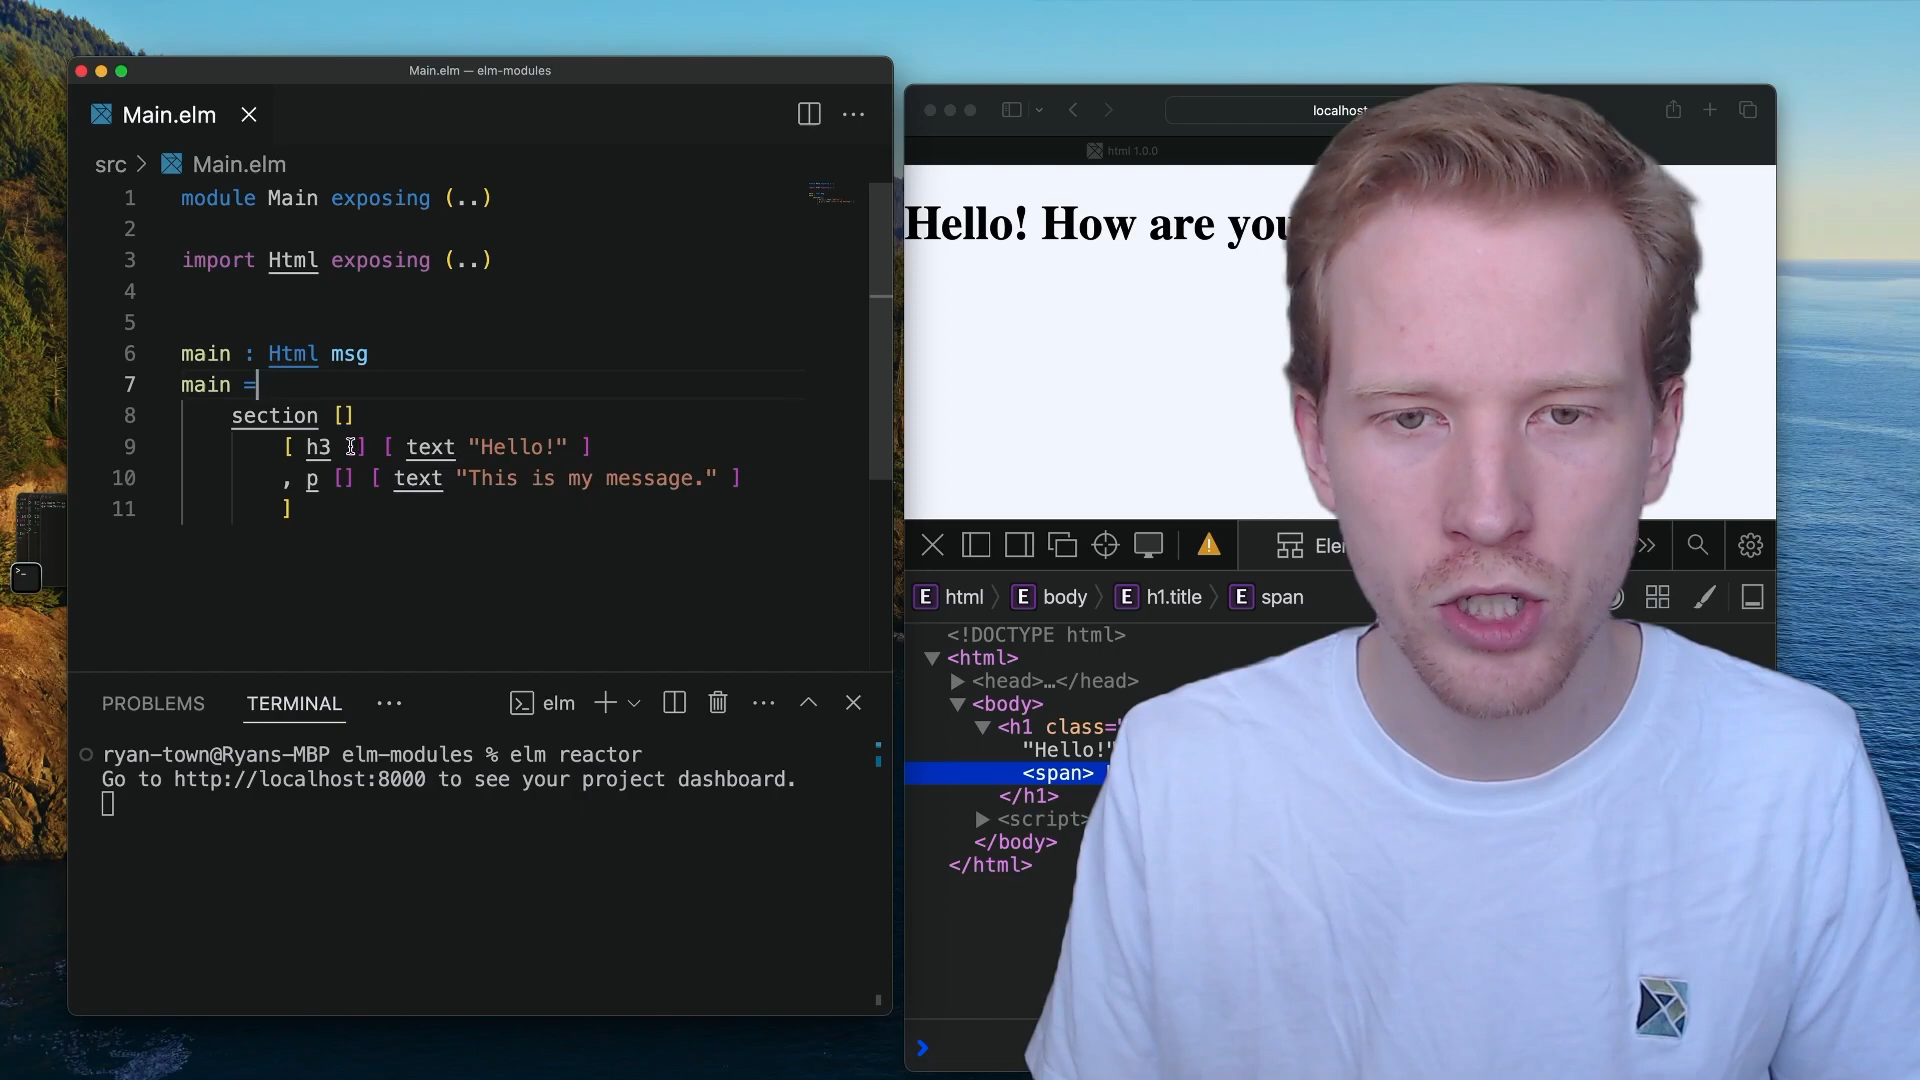 Main.elm — elm-modules
Main.elm
src > Main.elm
1 module Main exposing (..)
2
3 import Html exposing (..)
4
5
6 main : Html msg
7 main =
8 section []
9 [ h3 [] [ text "Hello!" ]
10 , p [] [ text "This is my message." ]
11 ]
PROBLEMS TERMINAL ··· elm
ryan-town@Ryans-MBP elm-modules % elm reactor
Go to http://localhost:8000 to see your project dashboard.
localhost
html 1.0.0
Hello! How are you
E html E body E h1.title E span
<!DOCTYPE html>
<html>
<head>…</head>
<body>
<h1 class=
"Hello!"
<span>
</h1>
<script>
</body>
</html>